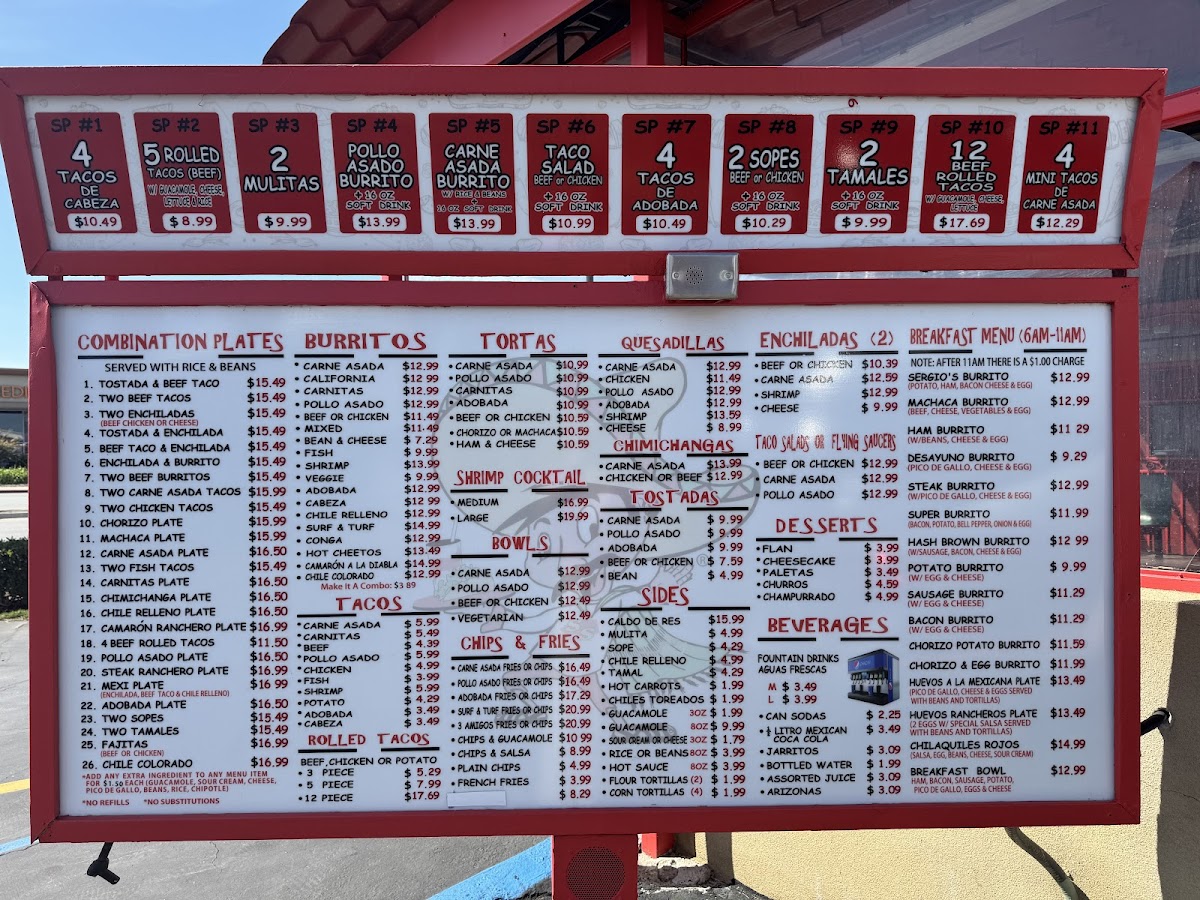 SP #1
4
TACOS
DE
CABEZA
$10.49
SP #2
5 ROLLED
TACOS (BEEF)
W/ GUACAMOLE, CHEESE,
LETTUCE & RICE
$8.99
SP #3
2
MULITAS
$9.99
SP #4
POLLO
ASADO
BURRITO
+ 16 OZ
SOFT DRINK
$13.99
SP #5
CARNE
ASADA
BURRITO
W/ RICE & BEANS
+
16 OZ SOFT DRINK
$13.99
SP #6
TACO
SALAD
BEEF or CHICKEN
+ 16 OZ
SOFT DRINK
$10.99
SP #7
4
TACOS
DE
ADOBADA
$10.49
SP #8
2 SOPES
BEEF or CHICKEN
+ 16 OZ
SOFT DRINK
$10.29
SP #9
2
TAMALES
+ 16 OZ
SOFT DRINK
$9.99
SP #10
12
BEEF
ROLLED
TACOS
W/ GUACAMOLE, CHEESE,
LETTUCE
$17.69
SP #11
4
MINI TACOS
DE
CARNE ASADA
$12.29
COMBINATION PLATES
SERVED WITH RICE & BEANS
1. TOSTADA & BEEF TACO $15.49
2. TWO BEEF TACOS $15.49
3. TWO ENCHILADAS $15.49
(BEEF CHICKEN OR CHEESE)
4. TOSTADA & ENCHILADA $15.49
5. BEEF TACO & ENCHILADA $15.49
6. ENCHILADA & BURRITO $15.49
7. TWO BEEF BURRITOS $15.49
8. TWO CARNE ASADA TACOS $15.99
9. TWO CHICKEN TACOS $15.49
10. CHORIZO PLATE $15.99
11. MACHACA PLATE $15.99
12. CARNE ASADA PLATE $16.50
13. TWO FISH TACOS $15.49
14. CARNITAS PLATE $16.50
15. CHIMICHANGA PLATE $16.50
16. CHILE RELLENO PLATE $16.50
17. CAMARÓN RANCHERO PLATE $16.99
18. 4 BEEF ROLLED TACOS $11.50
19. POLLO ASADO PLATE $16.50
20. STEAK RANCHERO PLATE $16.99
21. MEXI PLATE $16 99
(ENCHILADA, BEEF TACO & CHILE RELLENO)
22. ADOBADA PLATE $16.50
23. TWO SOPES $15.49
24. TWO TAMALES $15.49
25. FAJITAS $16.99
(BEEF OR CHICKEN)
26. CHILE COLORADO $16.99
*ADD ANY EXTRA INGREDIENT TO ANY MENU ITEM
FOR $1.50 EACH (GUACAMOLE, SOUR CREAM, CHEESE,
PICO DE GALLO, BEANS, RICE, CHIPOTLE)
*NO REFILLS *NO SUBSTITUTIONS
BURRITOS
• CARNE ASADA $12.99
• CALIFORNIA $12.99
• CARNITAS $12.99
• POLLO ASADO $12.99
• BEEF OR CHICKEN $11.49
• MIXED $11.49
• BEAN & CHEESE $7.29
• FISH $9.99
• SHRIMP $13.99
• VEGGIE $9.99
• ADOBADA $12.99
• CABEZA $12 99
• CHILE RELLENO $12.99
• SURF & TURF $14.99
• CONGA $12.99
• HOT CHEETOS $13.49
• CAMARÓN A LA DIABLA $14.99
• CHILE COLORADO $12.99
Make It A Combo: $3 89
TACOS
• CARNE ASADA $5.99
• CARNITAS $5.49
• BEEF $4.39
• POLLO ASADO $5.99
• CHICKEN $4.99
• FISH $3.99
• SHRIMP $5.99
• POTATO $4.29
• ADOBADA $3.49
• CABEZA $3.49
ROLLED TACOS
BEEF, CHICKEN OR POTATO
• 3 PIECE $5.29
• 5 PIECE $7.99
• 12 PIECE $17.69
TORTAS
• CARNE ASADA $10.99
• POLLO ASADO $10.99
• CARNITAS $10.99
• ADOBADA $10.99
• BEEF OR CHICKEN $10.59
• CHORIZO OR MACHACA $10.59
• HAM & CHEESE $10.59
SHRIMP COCKTAIL
• MEDIUM $16.99
• LARGE $19.99
BOWLS
• CARNE ASADA $12.99
• POLLO ASADO $12.99
• BEEF OR CHICKEN $12.49
• VEGETARIAN $12.49
CHIPS & FRIES
• CARNE ASADA FRIES OR CHIPS $16.49
• POLLO ASADO FRIES OR CHIPS $16.49
• ADOBADA FRIES OR CHIPS $17.29
• SURF & TURF FRIES OR CHIPS $20.99
• 3 AMIGOS FRIES OR CHIPS $20.99
• CHIPS & GUACAMOLE $10 99
• CHIPS & SALSA $8.99
• PLAIN CHIPS $4.99
• FRENCH FRIES $3.99
$8.29
QUESADILLAS
• CARNE ASADA $12.99
• CHICKEN $11.49
• POLLO ASADO $12.99
• ADOBADA $12.99
• SHRIMP $13.59
• CHEESE $8.99
CHIMICHANGAS
• CARNE ASADA $13.99
• CHICKEN OR BEEF $12.99
TOSTADAS
• CARNE ASADA $9.99
• POLLO ASADO $9.99
• ADOBADA $9.99
• BEEF OR CHICKEN $7.59
• BEAN $4.99
SIDES
• CALDO DE RES $15.99
• MULITA $4.99
• SOPE $4.29
• CHILE RELLENO $4.99
• TAMAL $4.29
• HOT CARROTS $1.99
• CHILES TOREADOS $1.99
• GUACAMOLE 3OZ $1.99
• GUACAMOLE 8OZ $9.99
• SOUR CREAM OR CHEESE 3OZ $1.79
• RICE OR BEANS 8OZ $3.99
• HOT SAUCE 8OZ $3.99
• FLOUR TORTILLAS (2) $1.99
• CORN TORTILLAS (4) $1.99
ENCHILADAS (2)
• BEEF OR CHICKEN $10.39
• CARNE ASADA $12.59
• SHRIMP
• CHEESE $9.99
TACO SALADS OR FLYING SAUCERS
• BEEF OR CHICKEN $12.99
• CARNE ASADA $12.99
• POLLO ASADO $12.99
DESSERTS
• FLAN $3.99
• CHEESECAKE $3.99
• PALETAS $3.49
• CHURROS $4.59
• CHAMPURRADO $4.99
BEVERAGES
FOUNTAIN DRINKS
AGUAS FRESCAS
M $3.49
L $3.99
• CAN SODAS $2.25
• ½ LITRO MEXICAN $3.49
COCA COLA
• JARRITOS $3.09
• BOTTLED WATER $1.99
• ASSORTED JUICE $3.09
• ARIZONAS $3.09
BREAKFAST MENU (6AM-11AM)
NOTE: AFTER 11AM THERE IS A $1.00 CHARGE
SERGIO'S BURRITO $12.99
(POTATO, HAM, BACON CHEESE & EGG)
MACHACA BURRITO $12.99
(BEEF, CHEESE, VEGETABLES & EGG)
HAM BURRITO $11 29
(W/BEANS, CHEESE & EGG)
DESAYUNO BURRITO $9.29
(PICO DE GALLO, CHEESE & EGG)
STEAK BURRITO $12.99
(W/PICO DE GALLO, CHEESE & EGG)
SUPER BURRITO $11.99
(BACON, POTATO, BELL PEPPER, ONION & EGG)
HASH BROWN BURRITO $12 99
(W/SAUSAGE, BACON, CHEESE & EGG)
POTATO BURRITO $9.99
(W/ EGG & CHEESE)
SAUSAGE BURRITO $11.29
(W/ EGG & CHEESE)
BACON BURRITO $11.29
(W/ EGG & CHEESE)
CHORIZO POTATO BURRITO $11.59
CHORIZO & EGG BURRITO $11.99
HUEVOS A LA MEXICANA PLATE $13.49
(PICO DE GALLO, CHEESE & EGGS SERVED
WITH BEANS AND TORTILLAS)
HUEVOS RANCHEROS PLATE $13.49
(2 EGGS W/ SPECIAL SALSA SERVED
WITH BEANS AND TORTILLAS)
CHILAQUILES ROJOS $14.99
(SALSA, EGG, BEANS, CHEESE, SOUR CREAM)
BREAKFAST BOWL $12.99
HAM, BACON, SAUSAGE, POTATO,
PICO DE GALLO, EGGS & CHEESE